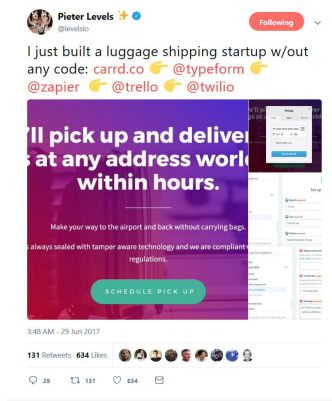 Pieter Levels
@levelsio
Following
I just built a luggage shipping startup w/out
any code: carrd.co 👉 @typeform 👉
@zapier 👉 @trello 👉 @twilio
'll pick up and deliver
s at any address worl
within hours.
Make your way to the airport and back without carrying bags.
always sealed with tamper aware technology and we are compliant
regulations.
SCHEDULE PICK UP
3:48 AM - 29 Jun 2017
131 Retweets 634 Likes
29 131 634